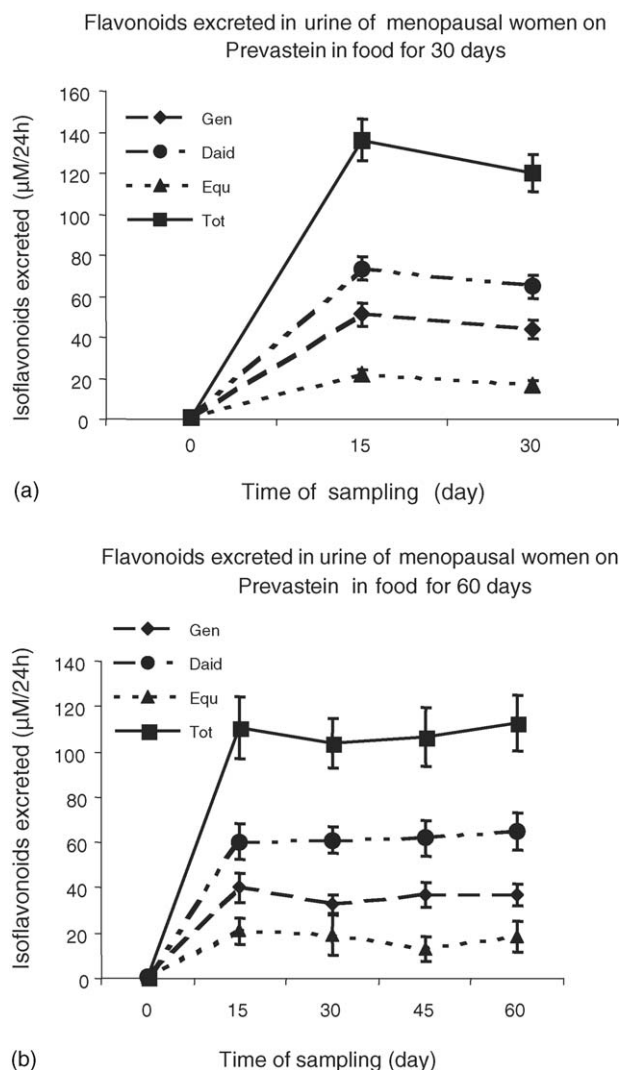 Flavonoids excreted in urine of menopausal women on
Prevastein in food for 30 days
Isoflavonoids excreted (µM/24h)
160
140
120
100
80
60
40
20
0
Gen
Daid
Equ
Tot
0 15 30
(a)
Time of sampling (day)
Flavonoids excreted in urine of menopausal women on
Prevastein in food for 60 days
Isoflavonoids excreted (µM/24h)
Gen
Daid
Equ
Tot
140
120
100
80
60
40
20
0
0 15 30 45 60
(b)
Time of sampling (day)